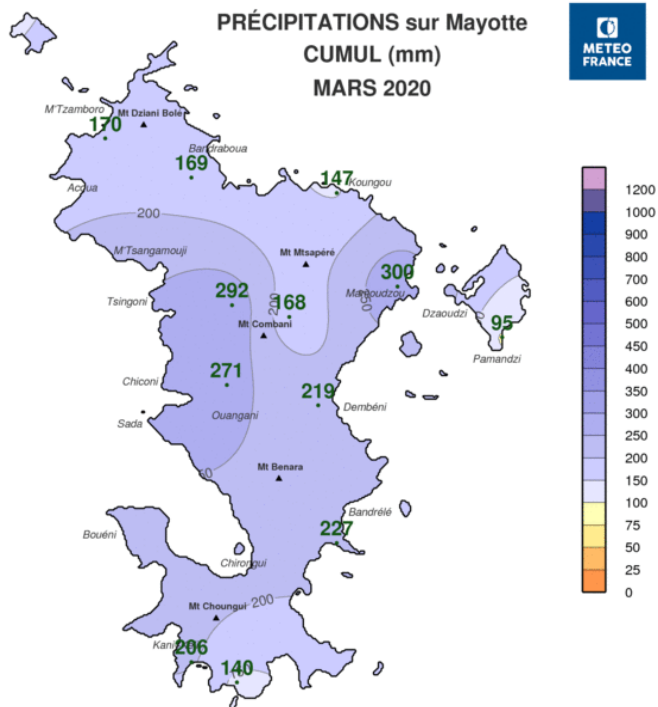 PRÉCIPITATIONS sur Mayotte
CUMUL (mm)
MARS 2020
METEO
FRANCE
M'Tzamboro
Mt Dziani Bolé
170
Bandraboua
169
147
Koungou
Acoua
200
M'Tsangamouji
Mt Mtsapéré
300
Mamoudzou
Tsingoni
292
168
200
Mt Combani
Dzaoudzi
95
Pamandzi
Chiconi
271
219
Ouangani
Dembéni
Sada
Mt Benara
Bandrélé
227
Bouéni
Chirongui
200
Mt Choungui
206
140
1200
1000
900
800
700
600
500
450
400
350
300
250
200
150
100
75
50
25
0